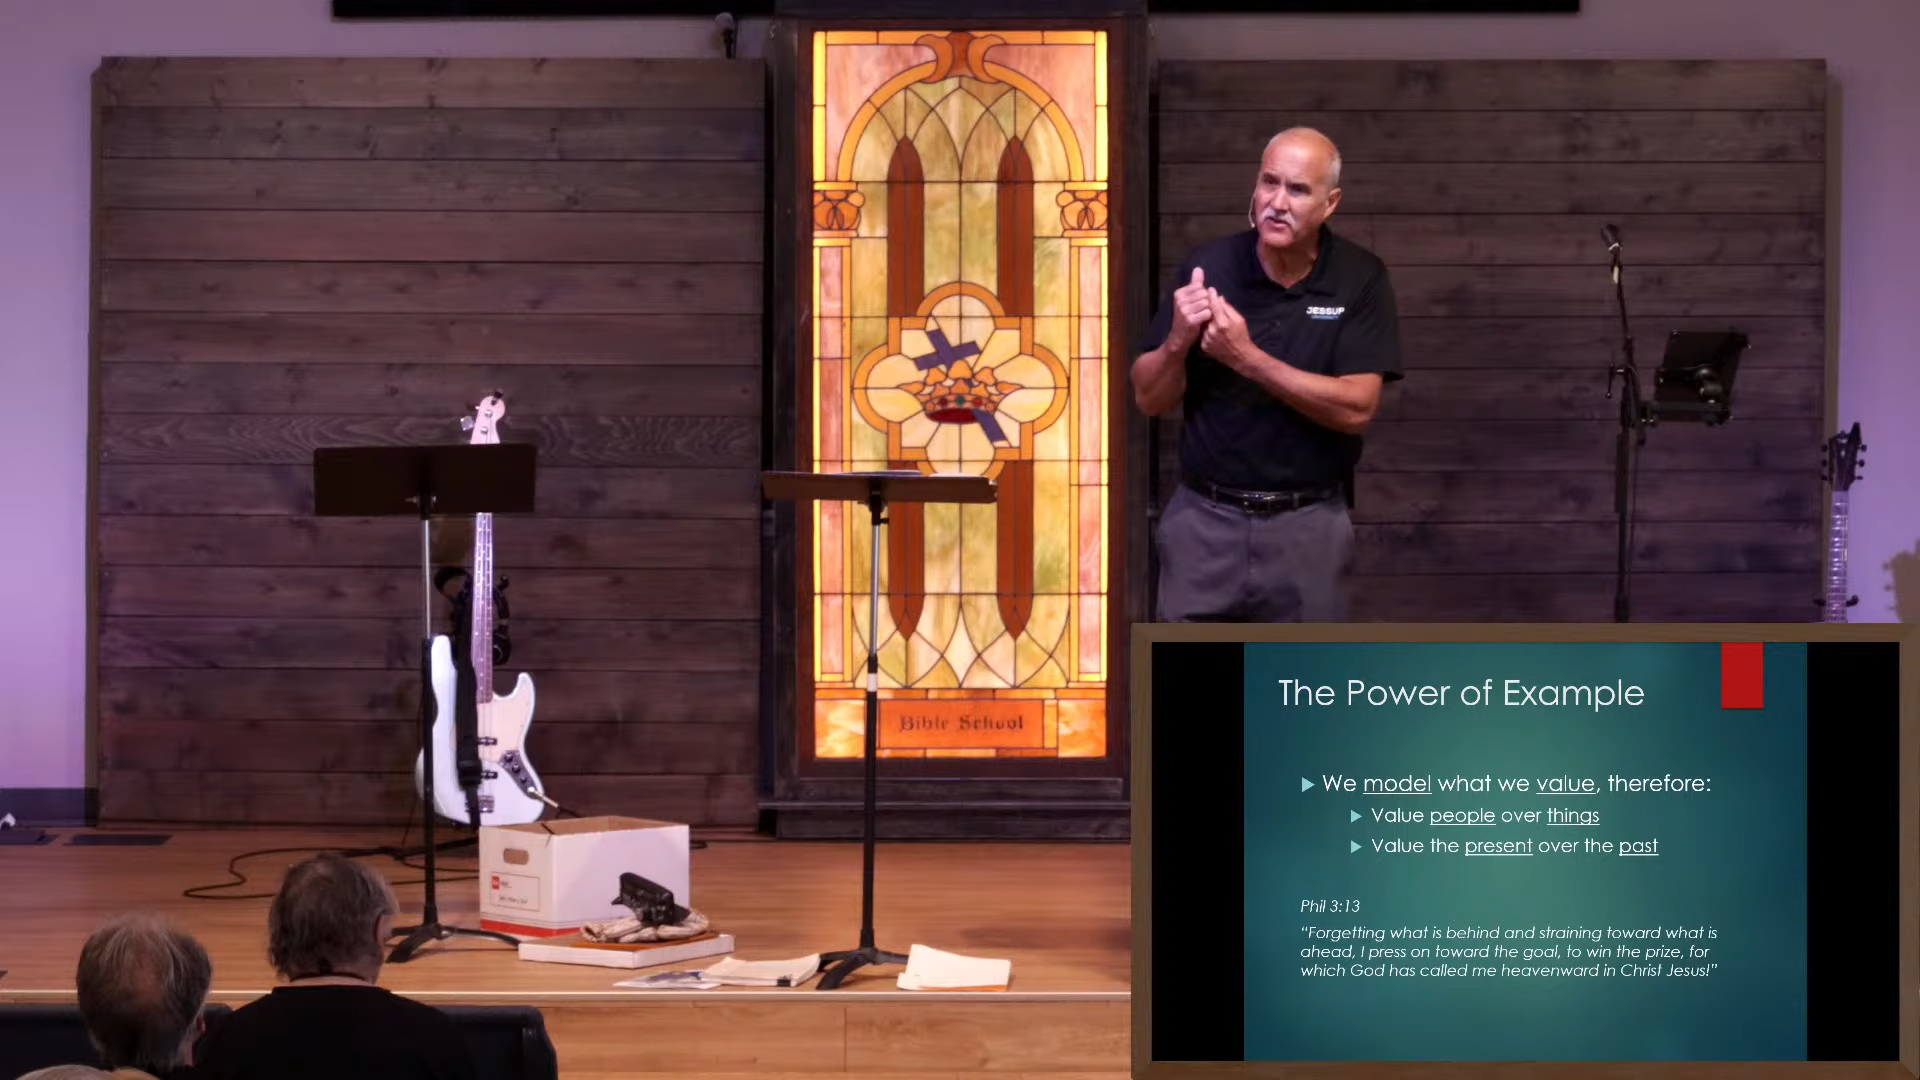 JESSUP
Bible School
The Power of Example
We model what we value, therefore:
Value people over things
Value the present over the past
Phil 3:13
“Forgetting what is behind and straining toward what is
ahead, I press on toward the goal, to win the prize, for
which God has called me heavenward in Christ Jesus!”